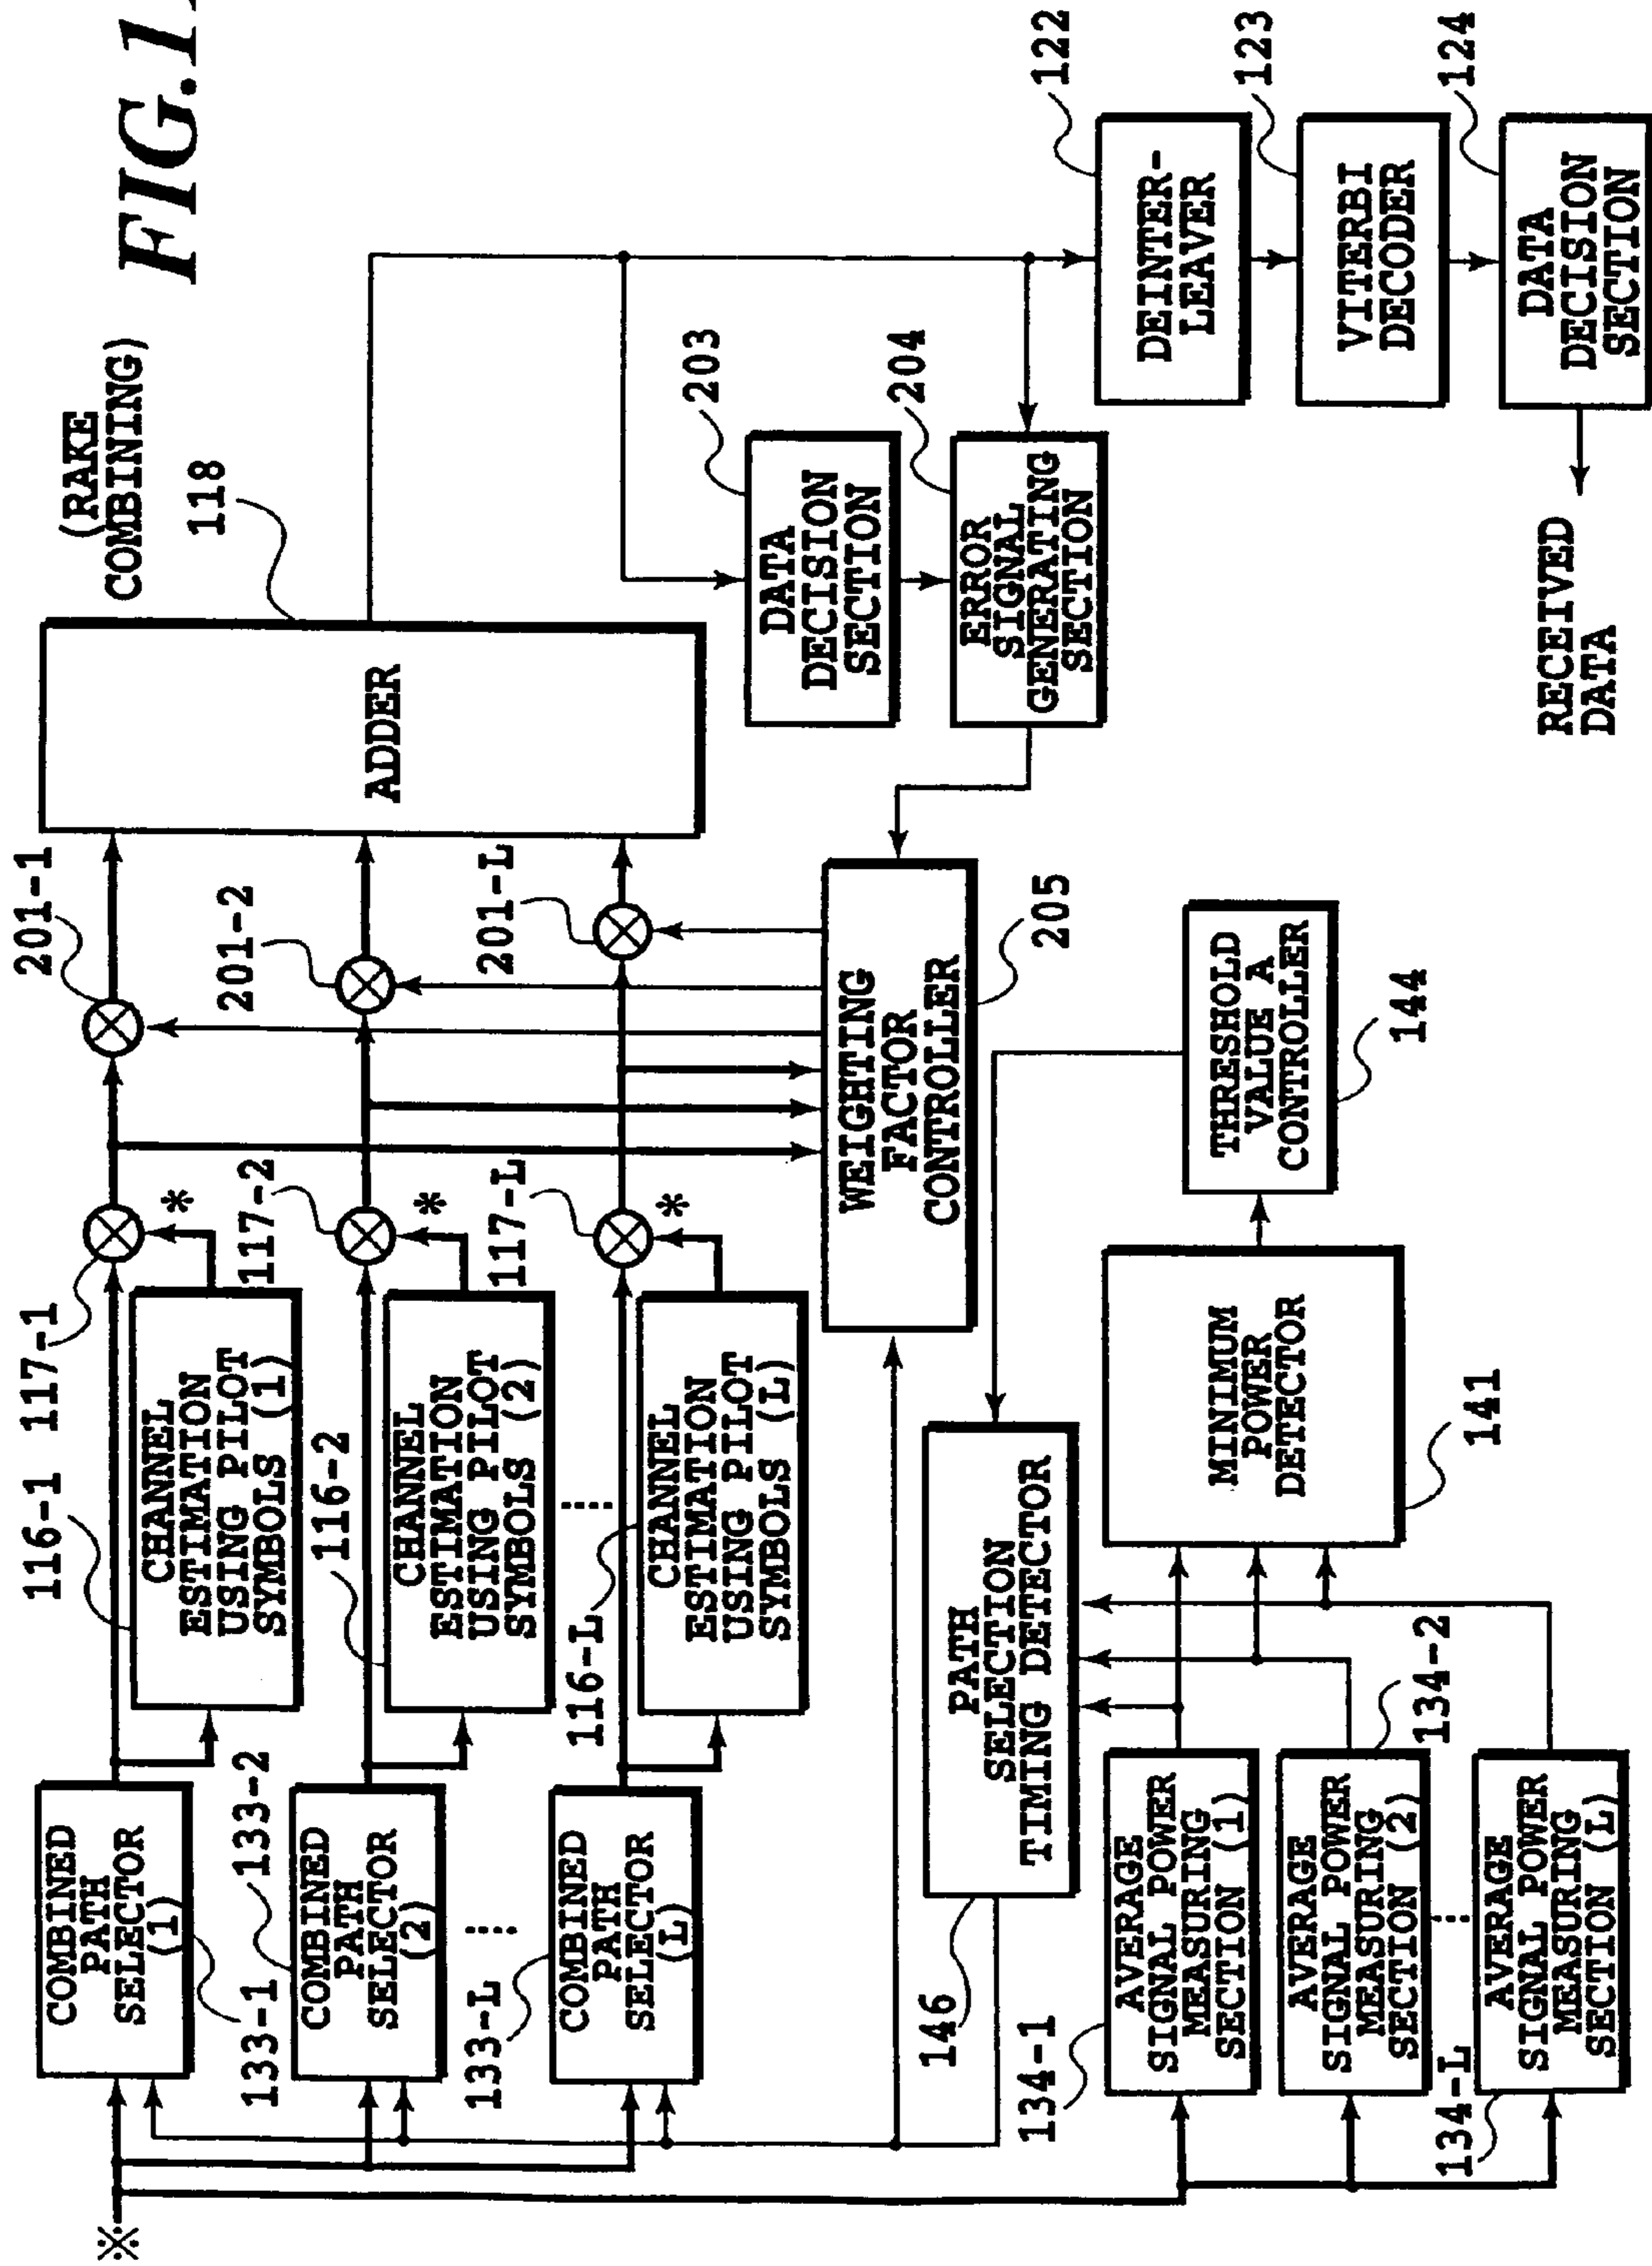 FIG.1
(RAKE
COMBINING)
118
201-1
201-2
201-L
116-1
117-1
117-2
117-L
*
*
*
116-2
116-L
COMBINED
PATH
SELECTOR
(1)
133-1
133-2
COMBINED
PATH
SELECTOR
(2)
133-L
COMBINED
PATH
SELECTOR
(L)
CHANNEL
ESTIMATION
USING PILOT
SYMBOLS (1)
CHANNEL
ESTIMATION
USING PILOT
SYMBOLS (2)
CHANNEL
ESTIMATION
USING PILOT
SYMBOLS (L)
ADDER
DATA
DECISION
SECTION
203
ERROR
SIGNAL
GENERATING
SECTION
204
WEIGHTING
FACTOR
CONTROLLER
205
DEINTER-
LEAVER
122
VITERBI
DECODER
123
DATA
DECISION
SECTION
124
RECEIVED
DATA
PATH
SELECTION
TIMING DETECTOR
146
THRESHOLD
VALUE A
CONTROLLER
144
MINIMUM
POWER
DETECTOR
141
AVERAGE
SIGNAL POWER
MEASURING
SECTION (1)
134-1
AVERAGE
SIGNAL POWER
MEASURING
SECTION (2)
134-2
AVERAGE
SIGNAL POWER
MEASURING
SECTION (L)
134-L
※